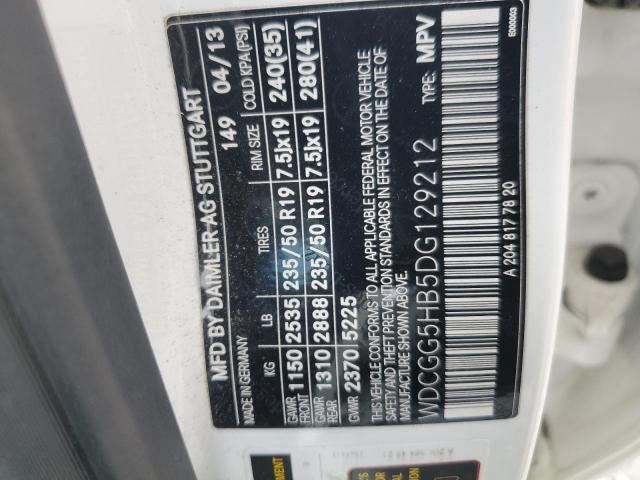 MFD BY DAIMLER AG STUTTGART
MADE IN GERMANY 149 04/13
KG LB TIRES RIM SIZE COLD KPA (PSI)
GAWR FRONT 1150 2535 235/50 R19 7.5Jx19 240(35)
GAWR REAR 1310 2888 235/50 R19 7.5Jx19 280(41)
GVWR 2370 5225
THIS VEHICLE CONFORMS TO ALL APPLICABLE FEDERAL MOTOR VEHICLE
SAFETY AND THEFT PREVENTION STANDARDS IN EFFECT ON THE DATE OF
MANUFACTURE SHOWN ABOVE.
WDCGG5HB5DG129212 TYPE: MPV
A 204 817 78 20 E000003